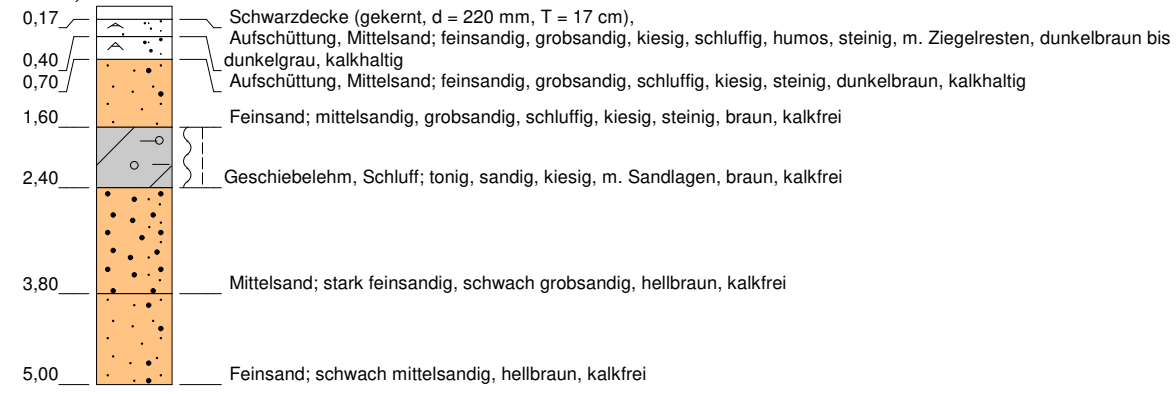 0,17 Schwarzdecke (gekernt, d = 220 mm, T = 17 cm),
Aufschüttung, Mittelsand; feinsandig, grobsandig, kiesig, schluffig, humos, steinig, m. Ziegelresten, dunkelbraun bis
0,40 dunkelgrau, kalkhaltig
0,70 Aufschüttung, Mittelsand; feinsandig, grobsandig, schluffig, kiesig, steinig, dunkelbraun, kalkhaltig
1,60 Feinsand; mittelsandig, grobsandig, schluffig, kiesig, steinig, braun, kalkfrei
2,40 Geschiebelehm, Schluff; tonig, sandig, kiesig, m. Sandlagen, braun, kalkfrei
3,80 Mittelsand; stark feinsandig, schwach grobsandig, hellbraun, kalkfrei
5,00 Feinsand; schwach mittelsandig, hellbraun, kalkfrei